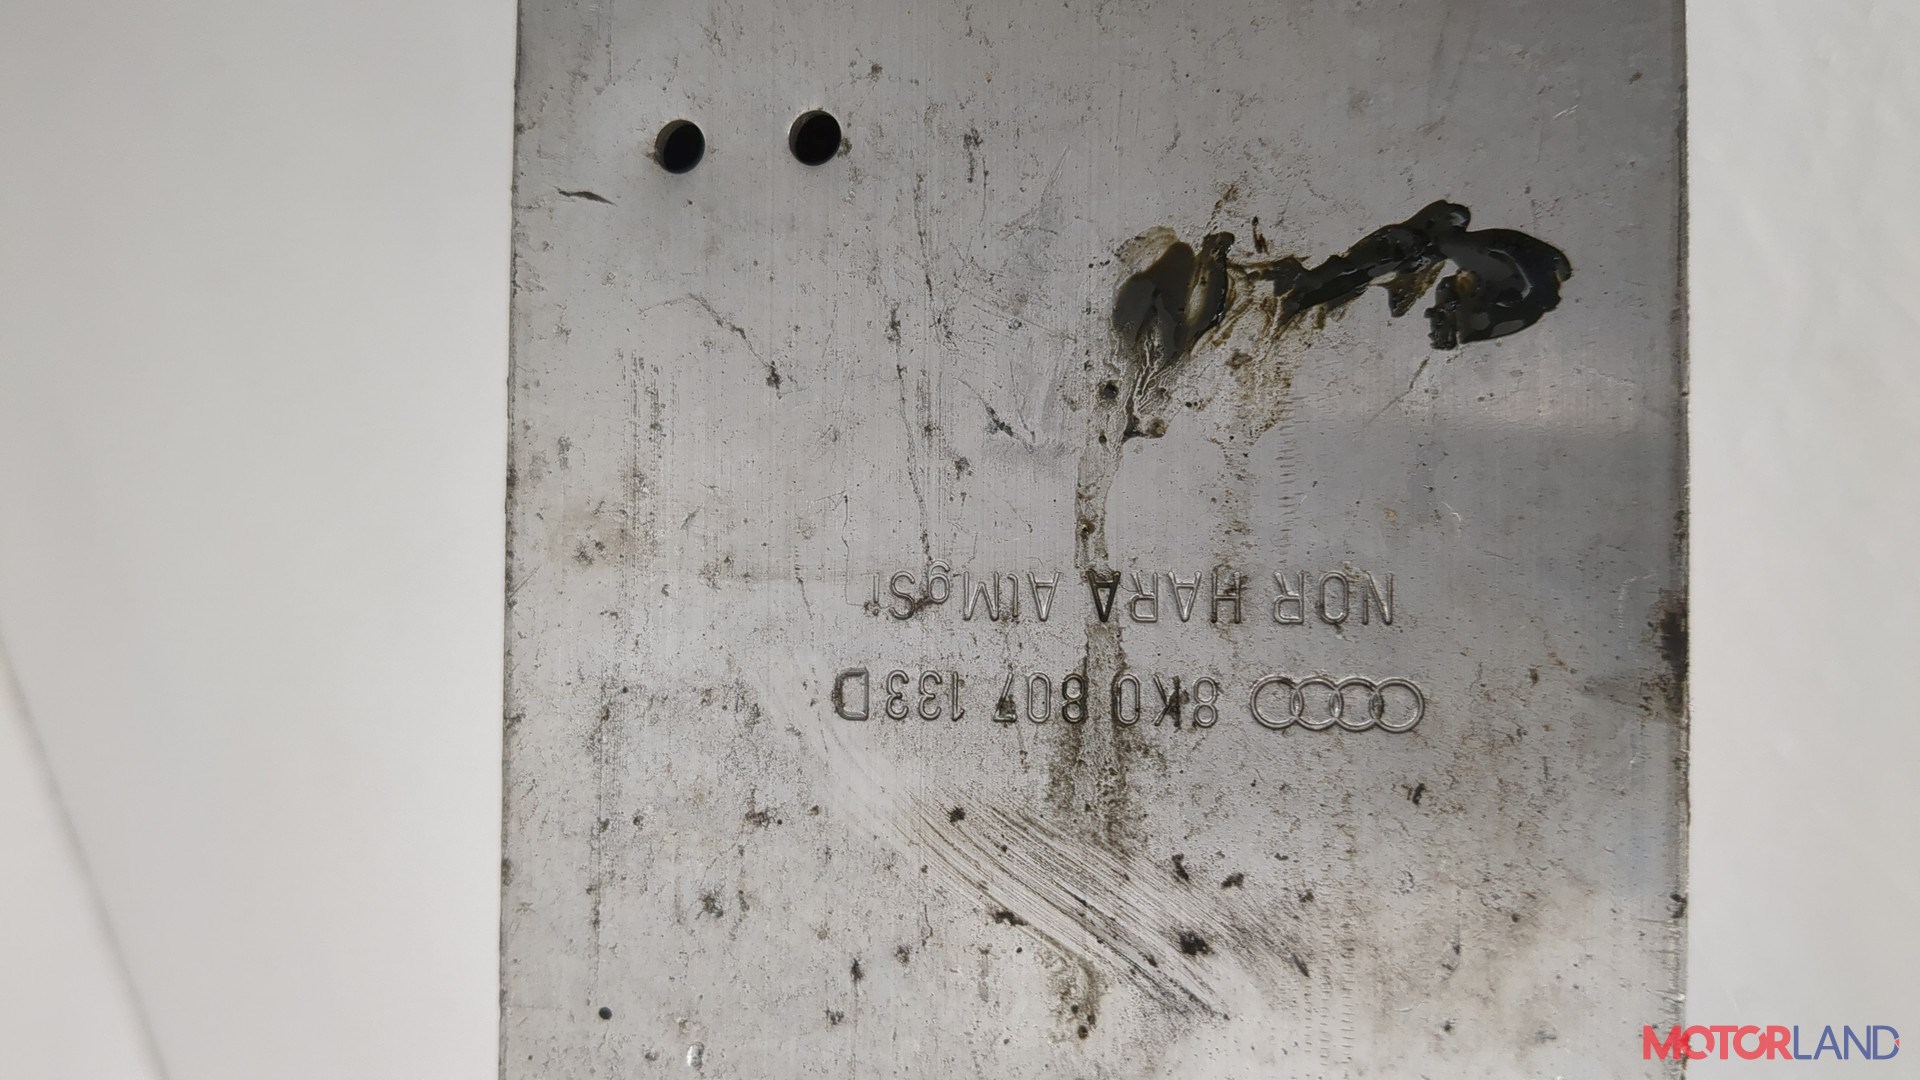 8K0 807 133 D
NOR HARA AlMgSi
MOTORLAND